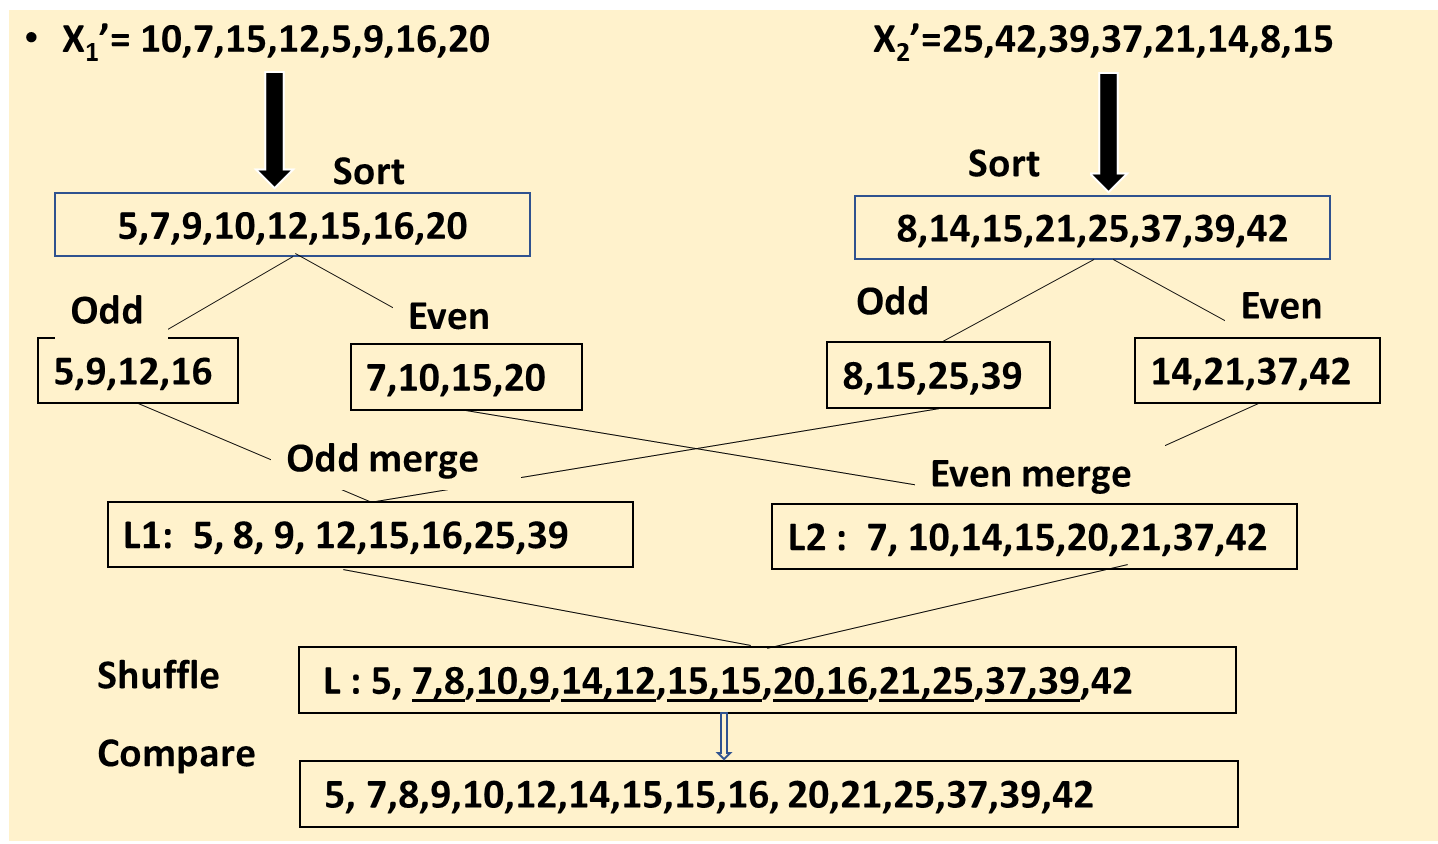 • X₁’= 10,7,15,12,5,9,16,20
X₂’=25,42,39,37,21,14,8,15
Sort
Sort
5,7,9,10,12,15,16,20
8,14,15,21,25,37,39,42
Odd
Even
Odd
Even
5,9,12,16
7,10,15,20
8,15,25,39
14,21,37,42
Odd merge
Even merge
L1: 5, 8, 9, 12,15,16,25,39
L2 : 7, 10,14,15,20,21,37,42
Shuffle
L : 5, 7,8,10,9,14,12,15,15,20,16,21,25,37,39,42
Compare
5, 7,8,9,10,12,14,15,15,16, 20,21,25,37,39,42